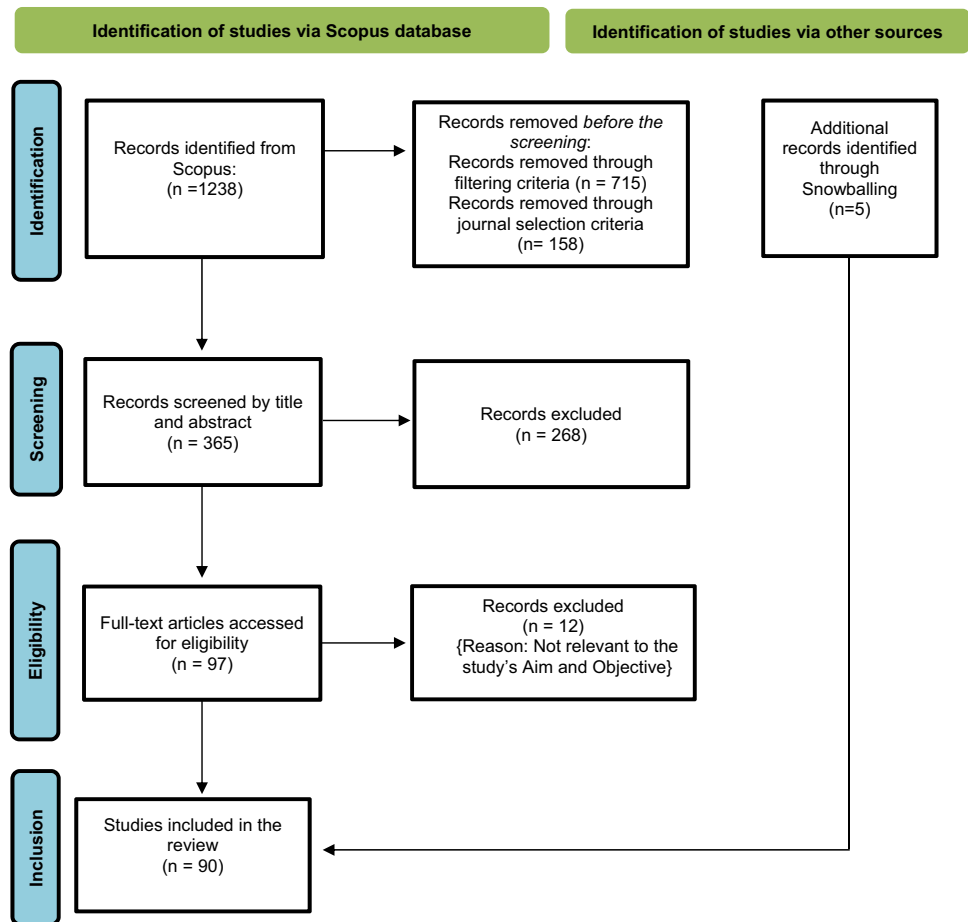 Identification of studies via Scopus database
Identification of studies via other sources
Identification
Records identified from
Scopus:
(n =1238)
Records removed before the
screening:
Records removed through
filtering criteria (n = 715)
Records removed through
journal selection criteria
(n= 158)
Additional
records identified
through
Snowballing
(n=5)
Screening
Records screened by title
and abstract
(n = 365)
Records excluded
(n = 268)
Eligibility
Full-text articles accessed
for eligibility
(n = 97)
Records excluded
(n = 12)
{Reason: Not relevant to the
study's Aim and Objective}
Inclusion
Studies included in the
review
(n = 90)